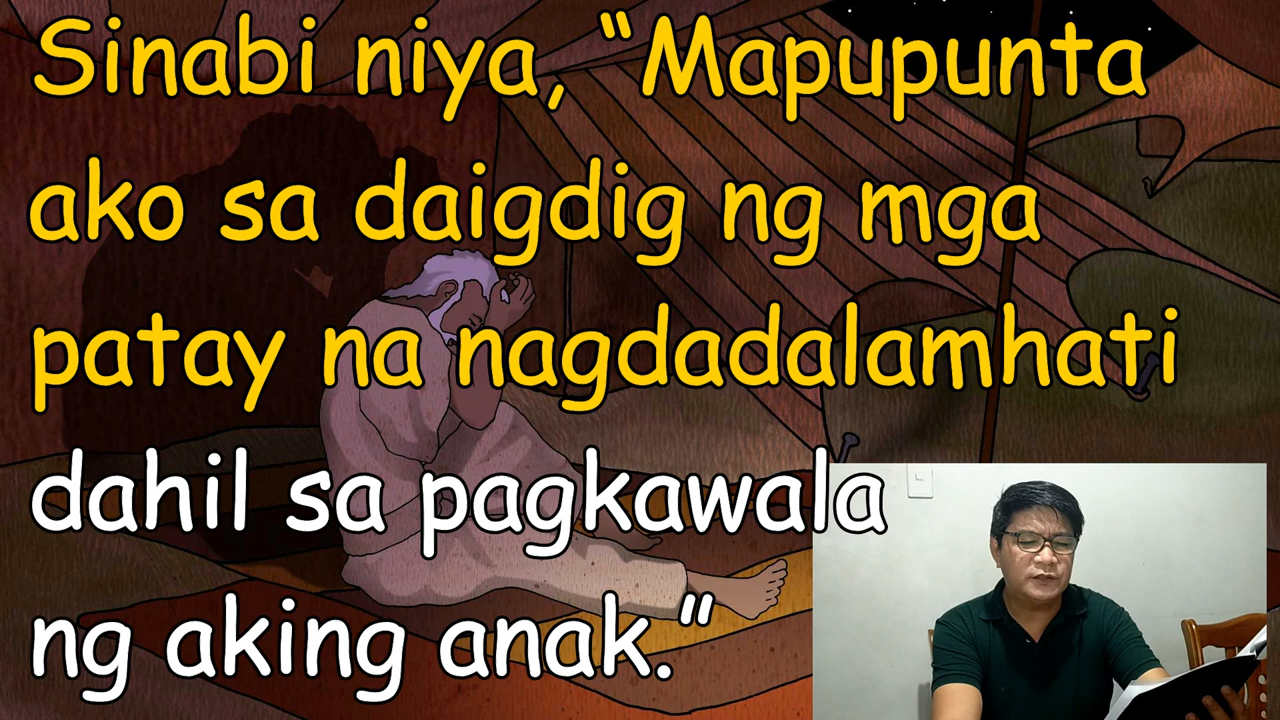 Sinabi niya, “Mapupunta
ako sa daigdig ng mga
patay na nagdadalamhati
dahil sa pagkawala
ng aking anak.”